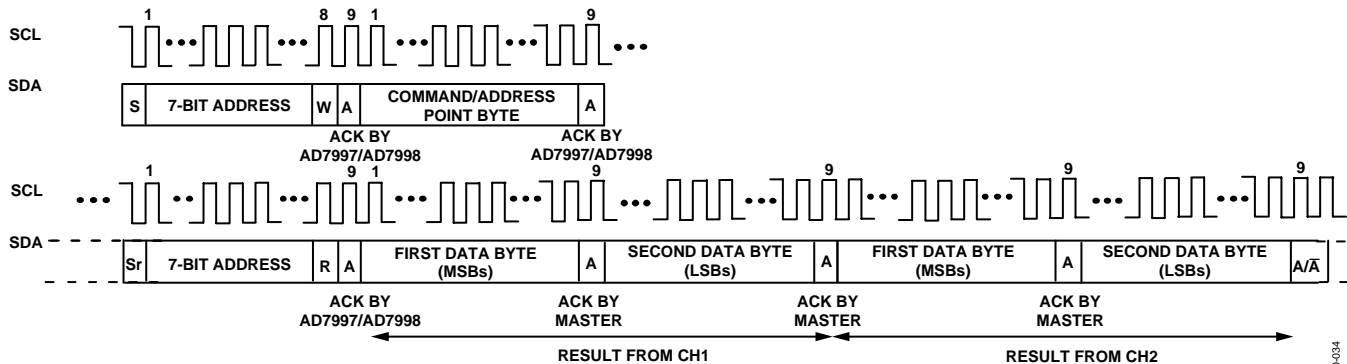 1 8 9 1 9
SCL
SDA
S 7-BIT ADDRESS W A COMMAND/ADDRESS POINT BYTE A
ACK BY AD7997/AD7998
ACK BY AD7997/AD7998
1 9 1 9 9 9 9
SCL
SDA
Sr 7-BIT ADDRESS R A FIRST DATA BYTE (MSBs) A SECOND DATA BYTE (LSBs) A FIRST DATA BYTE (MSBs) A SECOND DATA BYTE (LSBs) A/A̅
ACK BY AD7997/AD7998
ACK BY MASTER
ACK BY MASTER
ACK BY MASTER
RESULT FROM CH1
RESULT FROM CH2